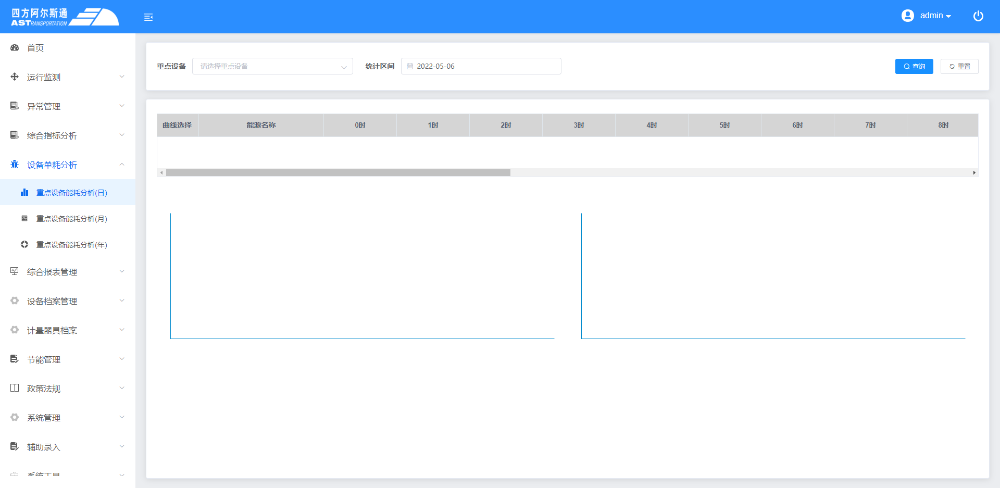 四方阿尔斯通
ASTRANSPORTATION
admin
首页
运行监测
异常管理
综合指标分析
设备单耗分析
重点设备能耗分析(日)
重点设备能耗分析(月)
重点设备能耗分析(年)
综合报表管理
设备档案管理
计量器具档案
节能管理
政策法规
系统管理
辅助录入
系统工具
重点设备 请选择重点设备 统计区间 2022-05-06 查询 重置
曲线选择 能源名称 0时 1时 2时 3时 4时 5时 6时 7时 8时